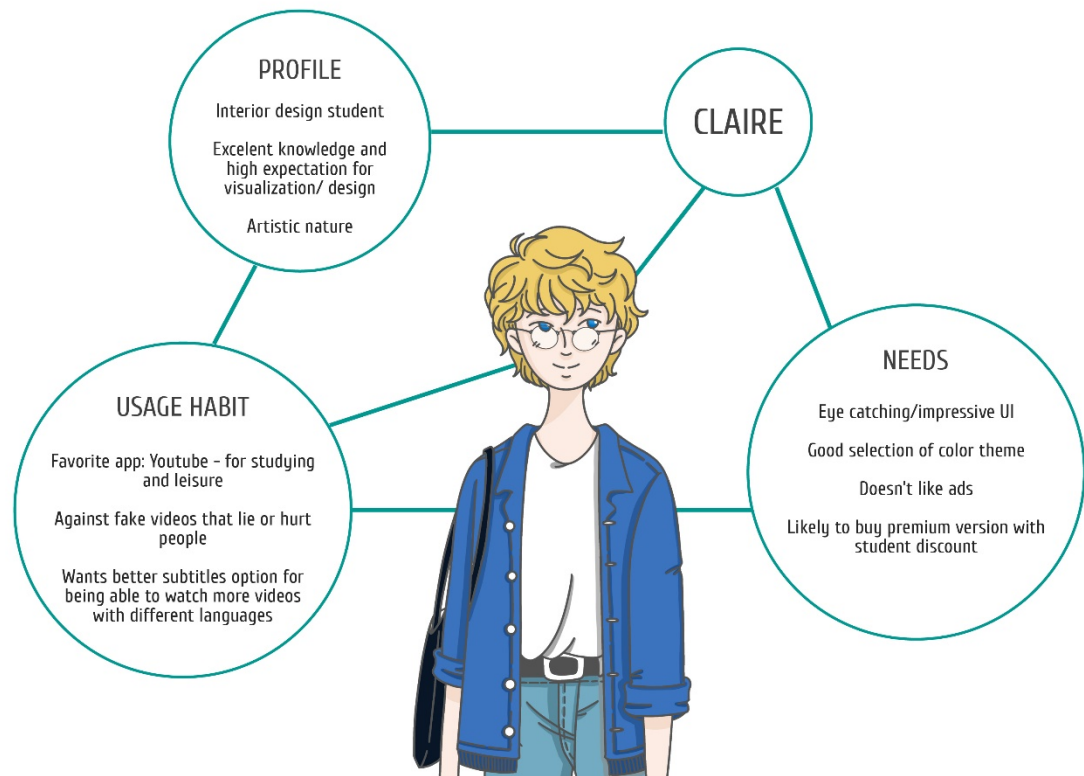 PROFILE
Interior design student
Excelent knowledge and
high expectation for
visualization/ design
Artistic nature
CLAIRE
USAGE HABIT
Favorite app: Youtube - for studying
and leisure
Against fake videos that lie or hurt
people
Wants better subtitles option for
being able to watch more videos
with different languages
NEEDS
Eye catching/impressive UI
Good selection of color theme
Doesn't like ads
Likely to buy premium version with
student discount